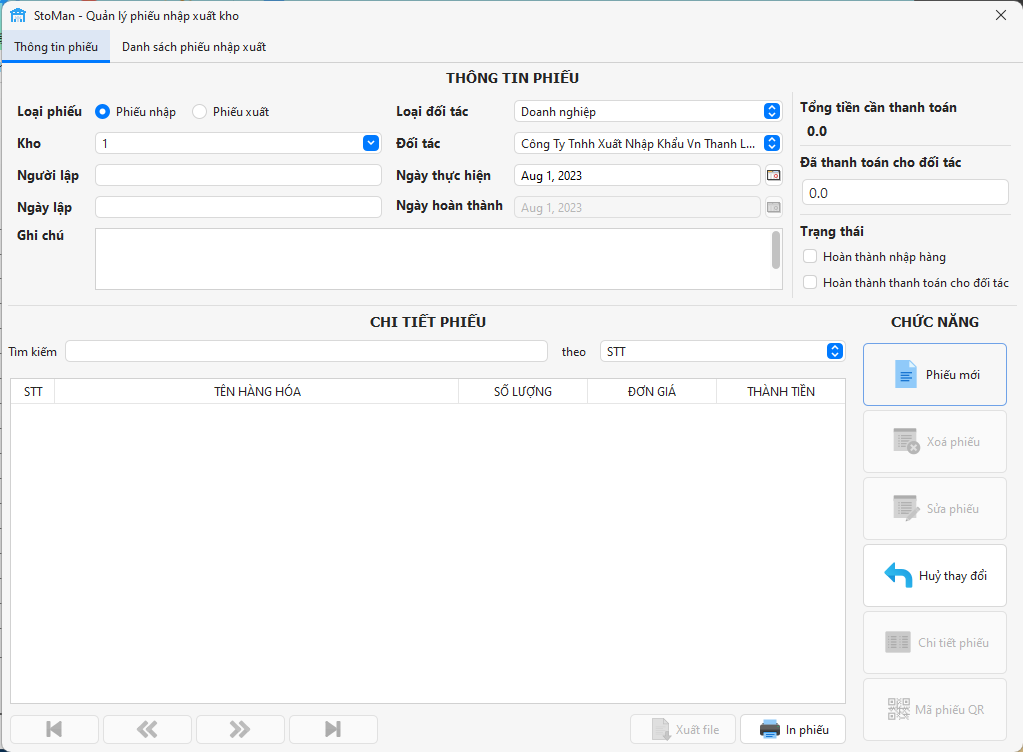 StoMan - Quản lý phiếu nhập xuất kho
Thông tin phiếu
Danh sách phiếu nhập xuất
THÔNG TIN PHIẾU
Loại phiếu
Phiếu nhập
Phiếu xuất
Loại đối tác
Doanh nghiệp
Kho
1
Đối tác
Công Ty Tnhh Xuất Nhập Khẩu Vn Thanh L...
Người lập
Ngày thực hiện
Aug 1, 2023
Ngày lập
Ngày hoàn thành
Aug 1, 2023
Ghi chú
Tổng tiền cần thanh toán
0.0
Đã thanh toán cho đối tác
0.0
Trạng thái
Hoàn thành nhập hàng
Hoàn thành thanh toán cho đối tác
CHI TIẾT PHIẾU
Tìm kiếm
theo
STT
STT
TÊN HÀNG HÓA
SỐ LƯỢNG
ĐƠN GIÁ
THÀNH TIỀN
CHỨC NĂNG
Phiếu mới
Xoá phiếu
Sửa phiếu
Huỷ thay đổi
Chi tiết phiếu
Mã phiếu QR
Xuất file
In phiếu